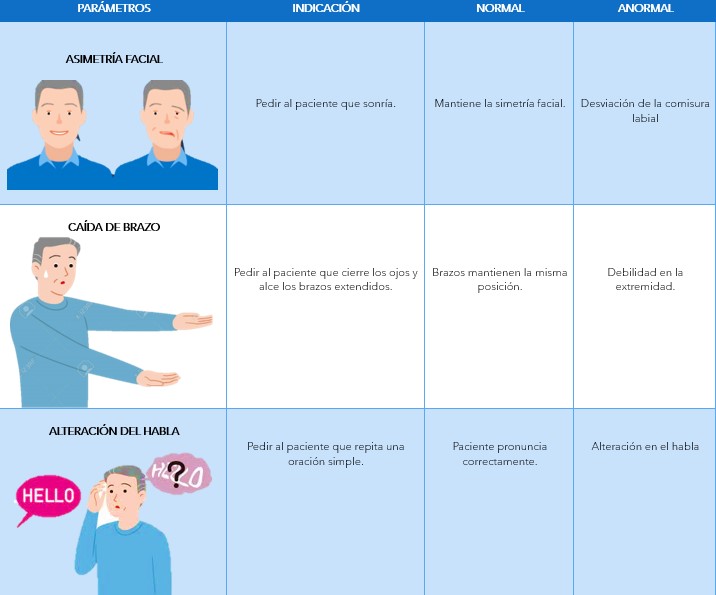 PARÁMETROS INDICACIÓN NORMAL ANORMAL
ASIMETRÍA FACIAL
Pedir al paciente que sonría.
Mantiene la simetría facial.
Desviación de la comisura
labial
CAÍDA DE BRAZO
Pedir al paciente que cierre los ojos y
alce los brazos extendidos.
Brazos mantienen la misma
posición.
Debilidad en la
extremidad.
ALTERACIÓN DEL HABLA
HELLO
?
Pedir al paciente que repita una
oración simple.
Paciente pronuncia
correctamente.
Alteración en el habla